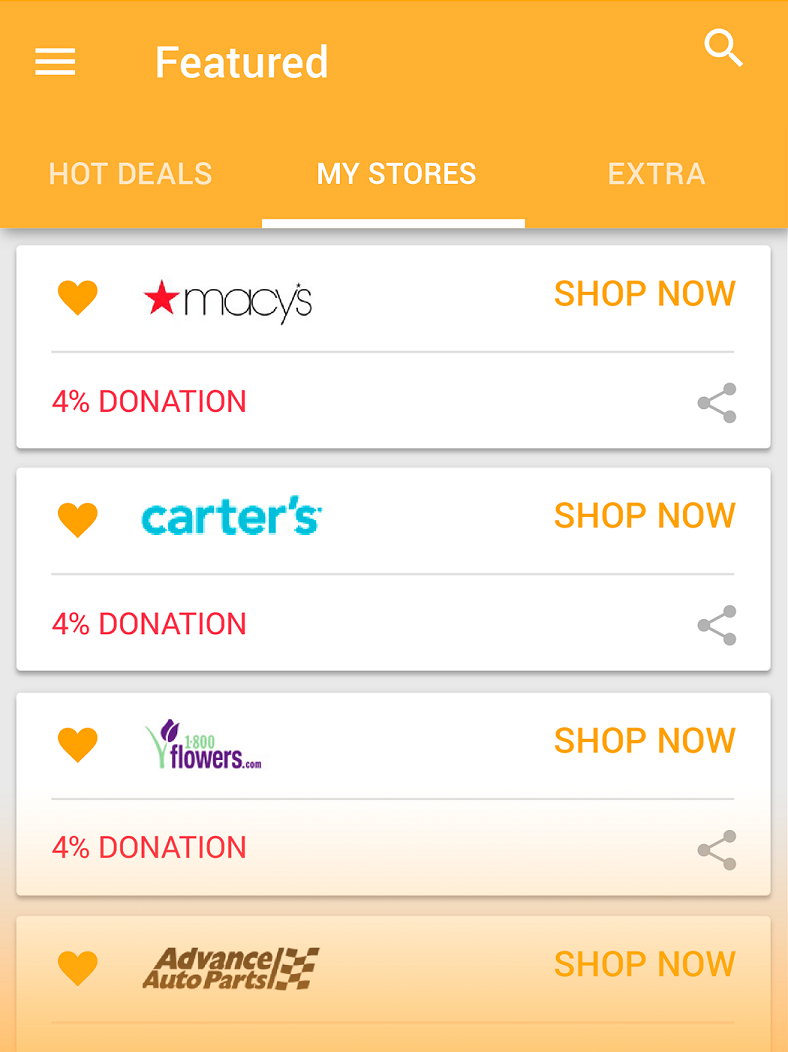 Featured
HOT DEALS MY STORES EXTRA
macy's SHOP NOW
4% DONATION
carter's SHOP NOW
4% DONATION
1·800
flowers.com SHOP NOW
4% DONATION
Advance
Auto Parts SHOP NOW